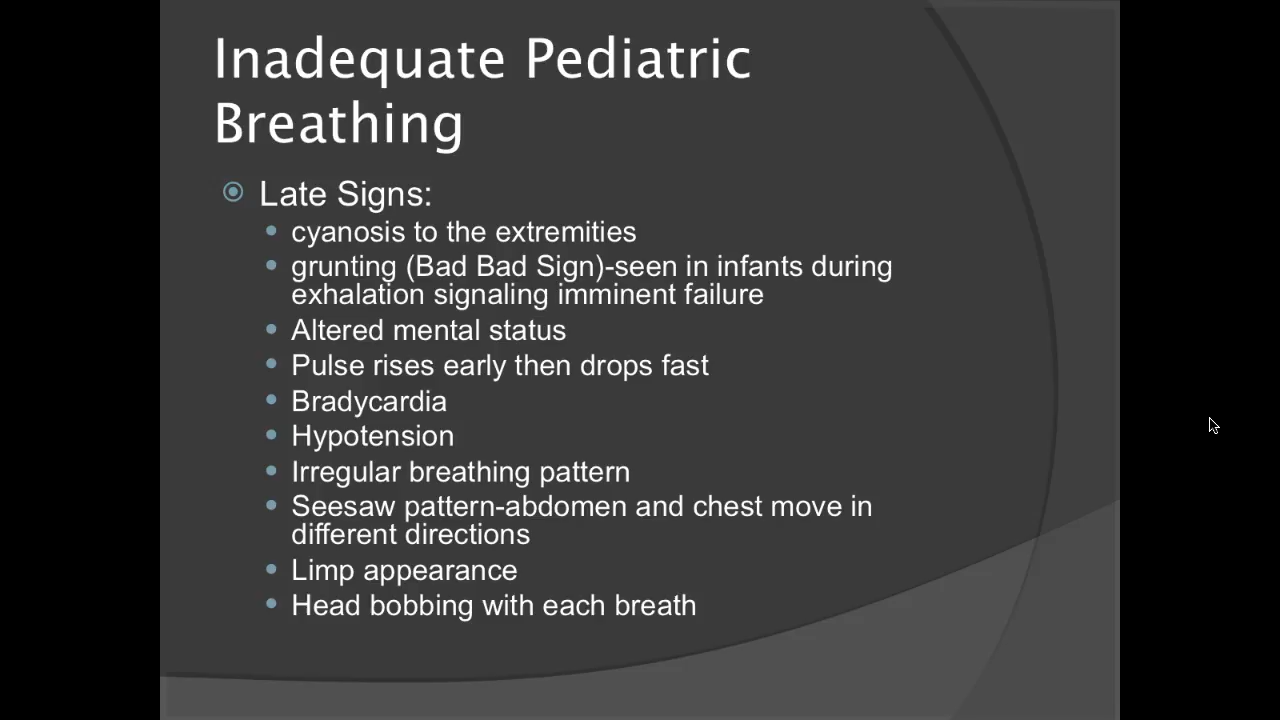 Inadequate Pediatric
Breathing
Late Signs:
cyanosis to the extremities
grunting (Bad Bad Sign)-seen in infants during
exhalation signaling imminent failure
Altered mental status
Pulse rises early then drops fast
Bradycardia
Hypotension
Irregular breathing pattern
Seesaw pattern-abdomen and chest move in
different directions
Limp appearance
Head bobbing with each breath